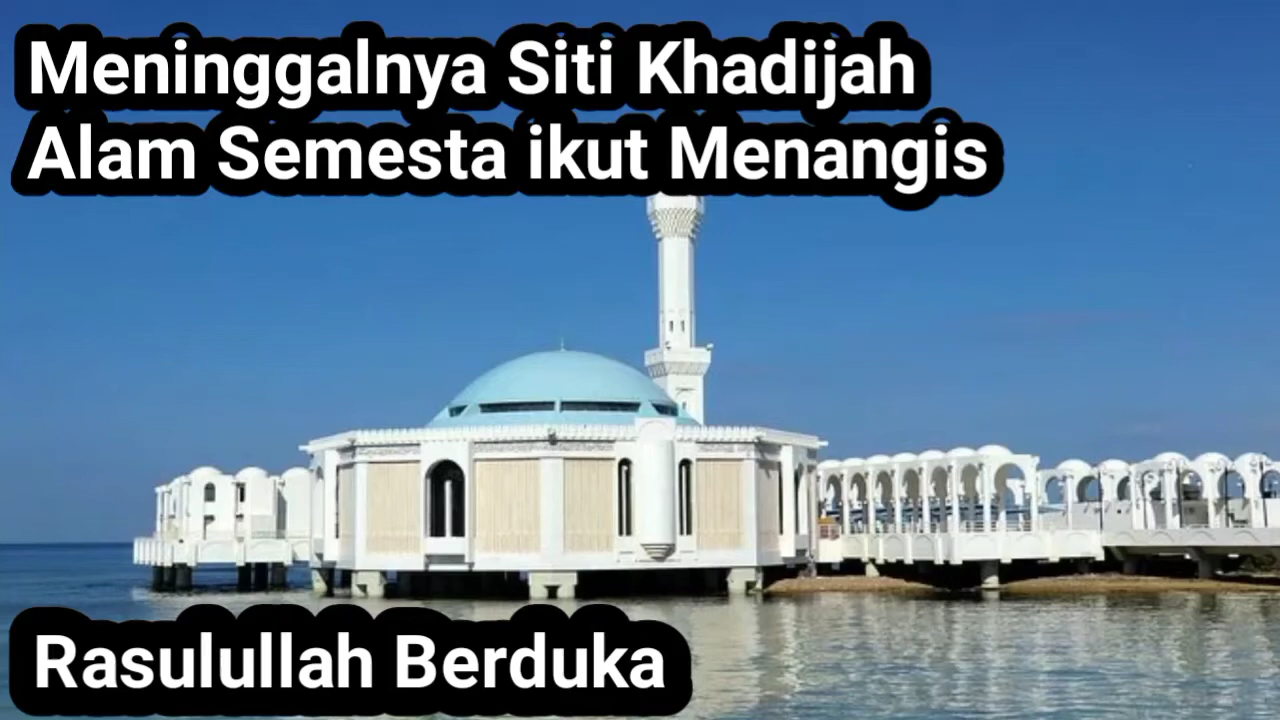 Meninggalnya Siti Khadijah
Alam Semesta ikut Menangis
Rasulullah Berduka